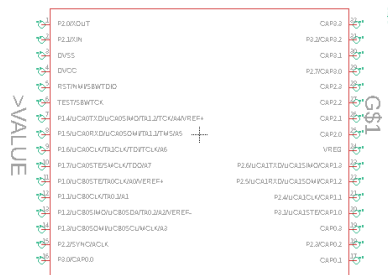 P2.0/XOUT
P2.1/XIN
DVSS
DVCC
RST/NMI/SBWTDIO
TEST/SBWTCK
P1.4/UCA0TXD/UCA0SIMO/TA1.2/TCK/A4/VREF+
P1.5/UCA0RXD/UCA0SOMI/TA1.1/TMS/A5
P1.6/UCA0CLK/TA1CLK/TDI/TCLK/A6
P1.7/UCA0STE/SMCLK/TDO/A7
P1.0/UCB0STE/TA0CLK/A0/VEREF+
P1.1/UCB0CLK/TA0.1/A1
P1.2/UCB0SIMO/UCB0SDA/TA0.2/A2/VEREF-
P1.3/UCB0SOMI/UCB0SCL/MCLK/A3
P2.2/SYNC/ACLK
P3.0/CAP0.0
CAP3.3
P3.2/CAP3.2
CAP3.1
P2.7/CAP3.0
CAP2.3
CAP2.2
CAP2.1
CAP2.0
VREG
P2.6/UCA1TXD/UCA1SIMO/CAP1.3
P2.5/UCA1RXD/UCA1SOMI/CAP1.2
P2.4/UCA1CLK/CAP1.1
P3.1/UCA1STE/CAP1.0
CAP0.3
P2.3/CAP0.2
CAP0.1
>VALUE
G$1